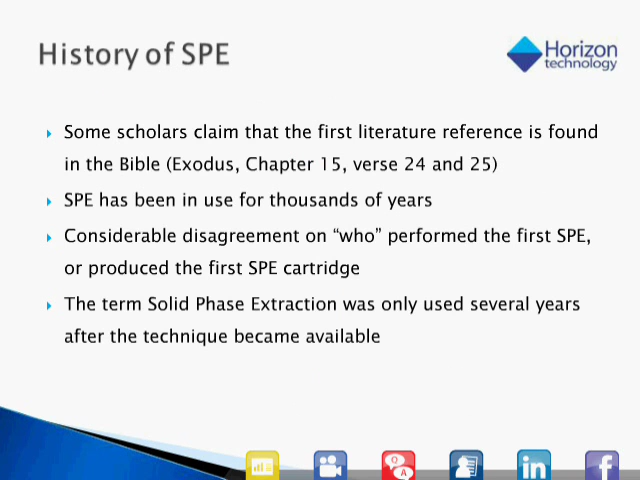 History of SPE
Horizon
technology
Some scholars claim that the first literature reference is found
in the Bible (Exodus, Chapter 15, verse 24 and 25)
SPE has been in use for thousands of years
Considerable disagreement on “who” performed the first SPE,
or produced the first SPE cartridge
The term Solid Phase Extraction was only used several years
after the technique became available
Q
A
in
f